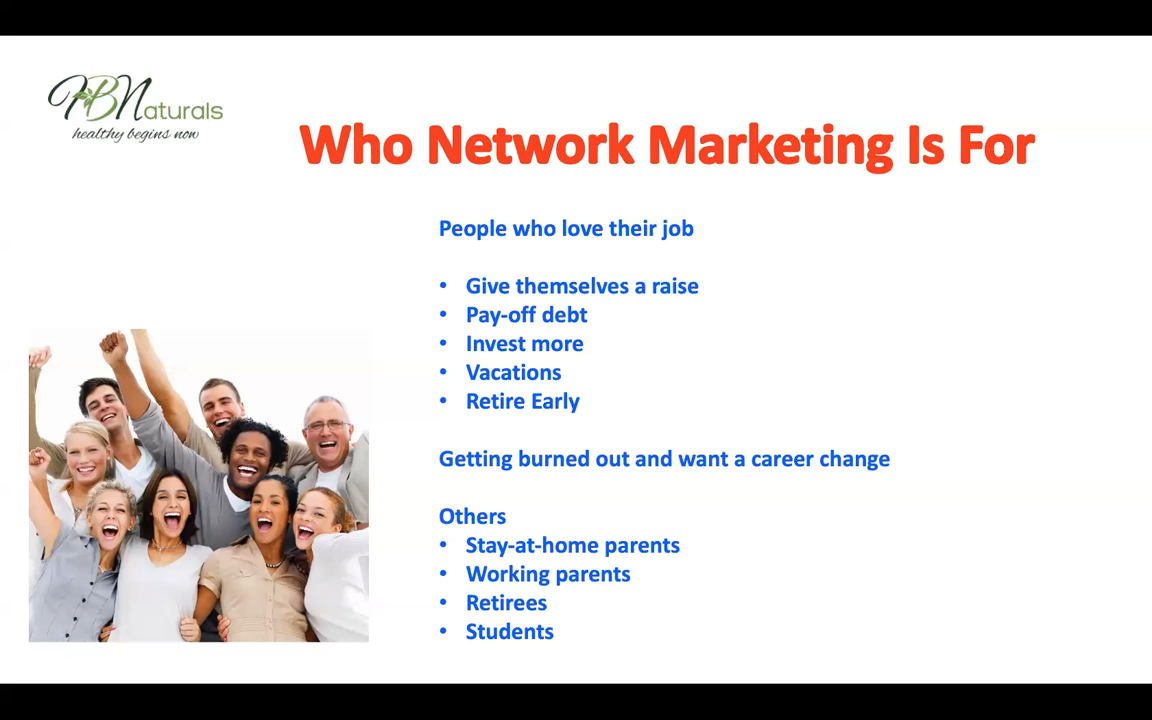 HBNaturals
healthy begins now
Who Network Marketing Is For
People who love their job
• Give themselves a raise
• Pay-off debt
• Invest more
• Vacations
• Retire Early
Getting burned out and want a career change
Others
• Stay-at-home parents
• Working parents
• Retirees
• Students